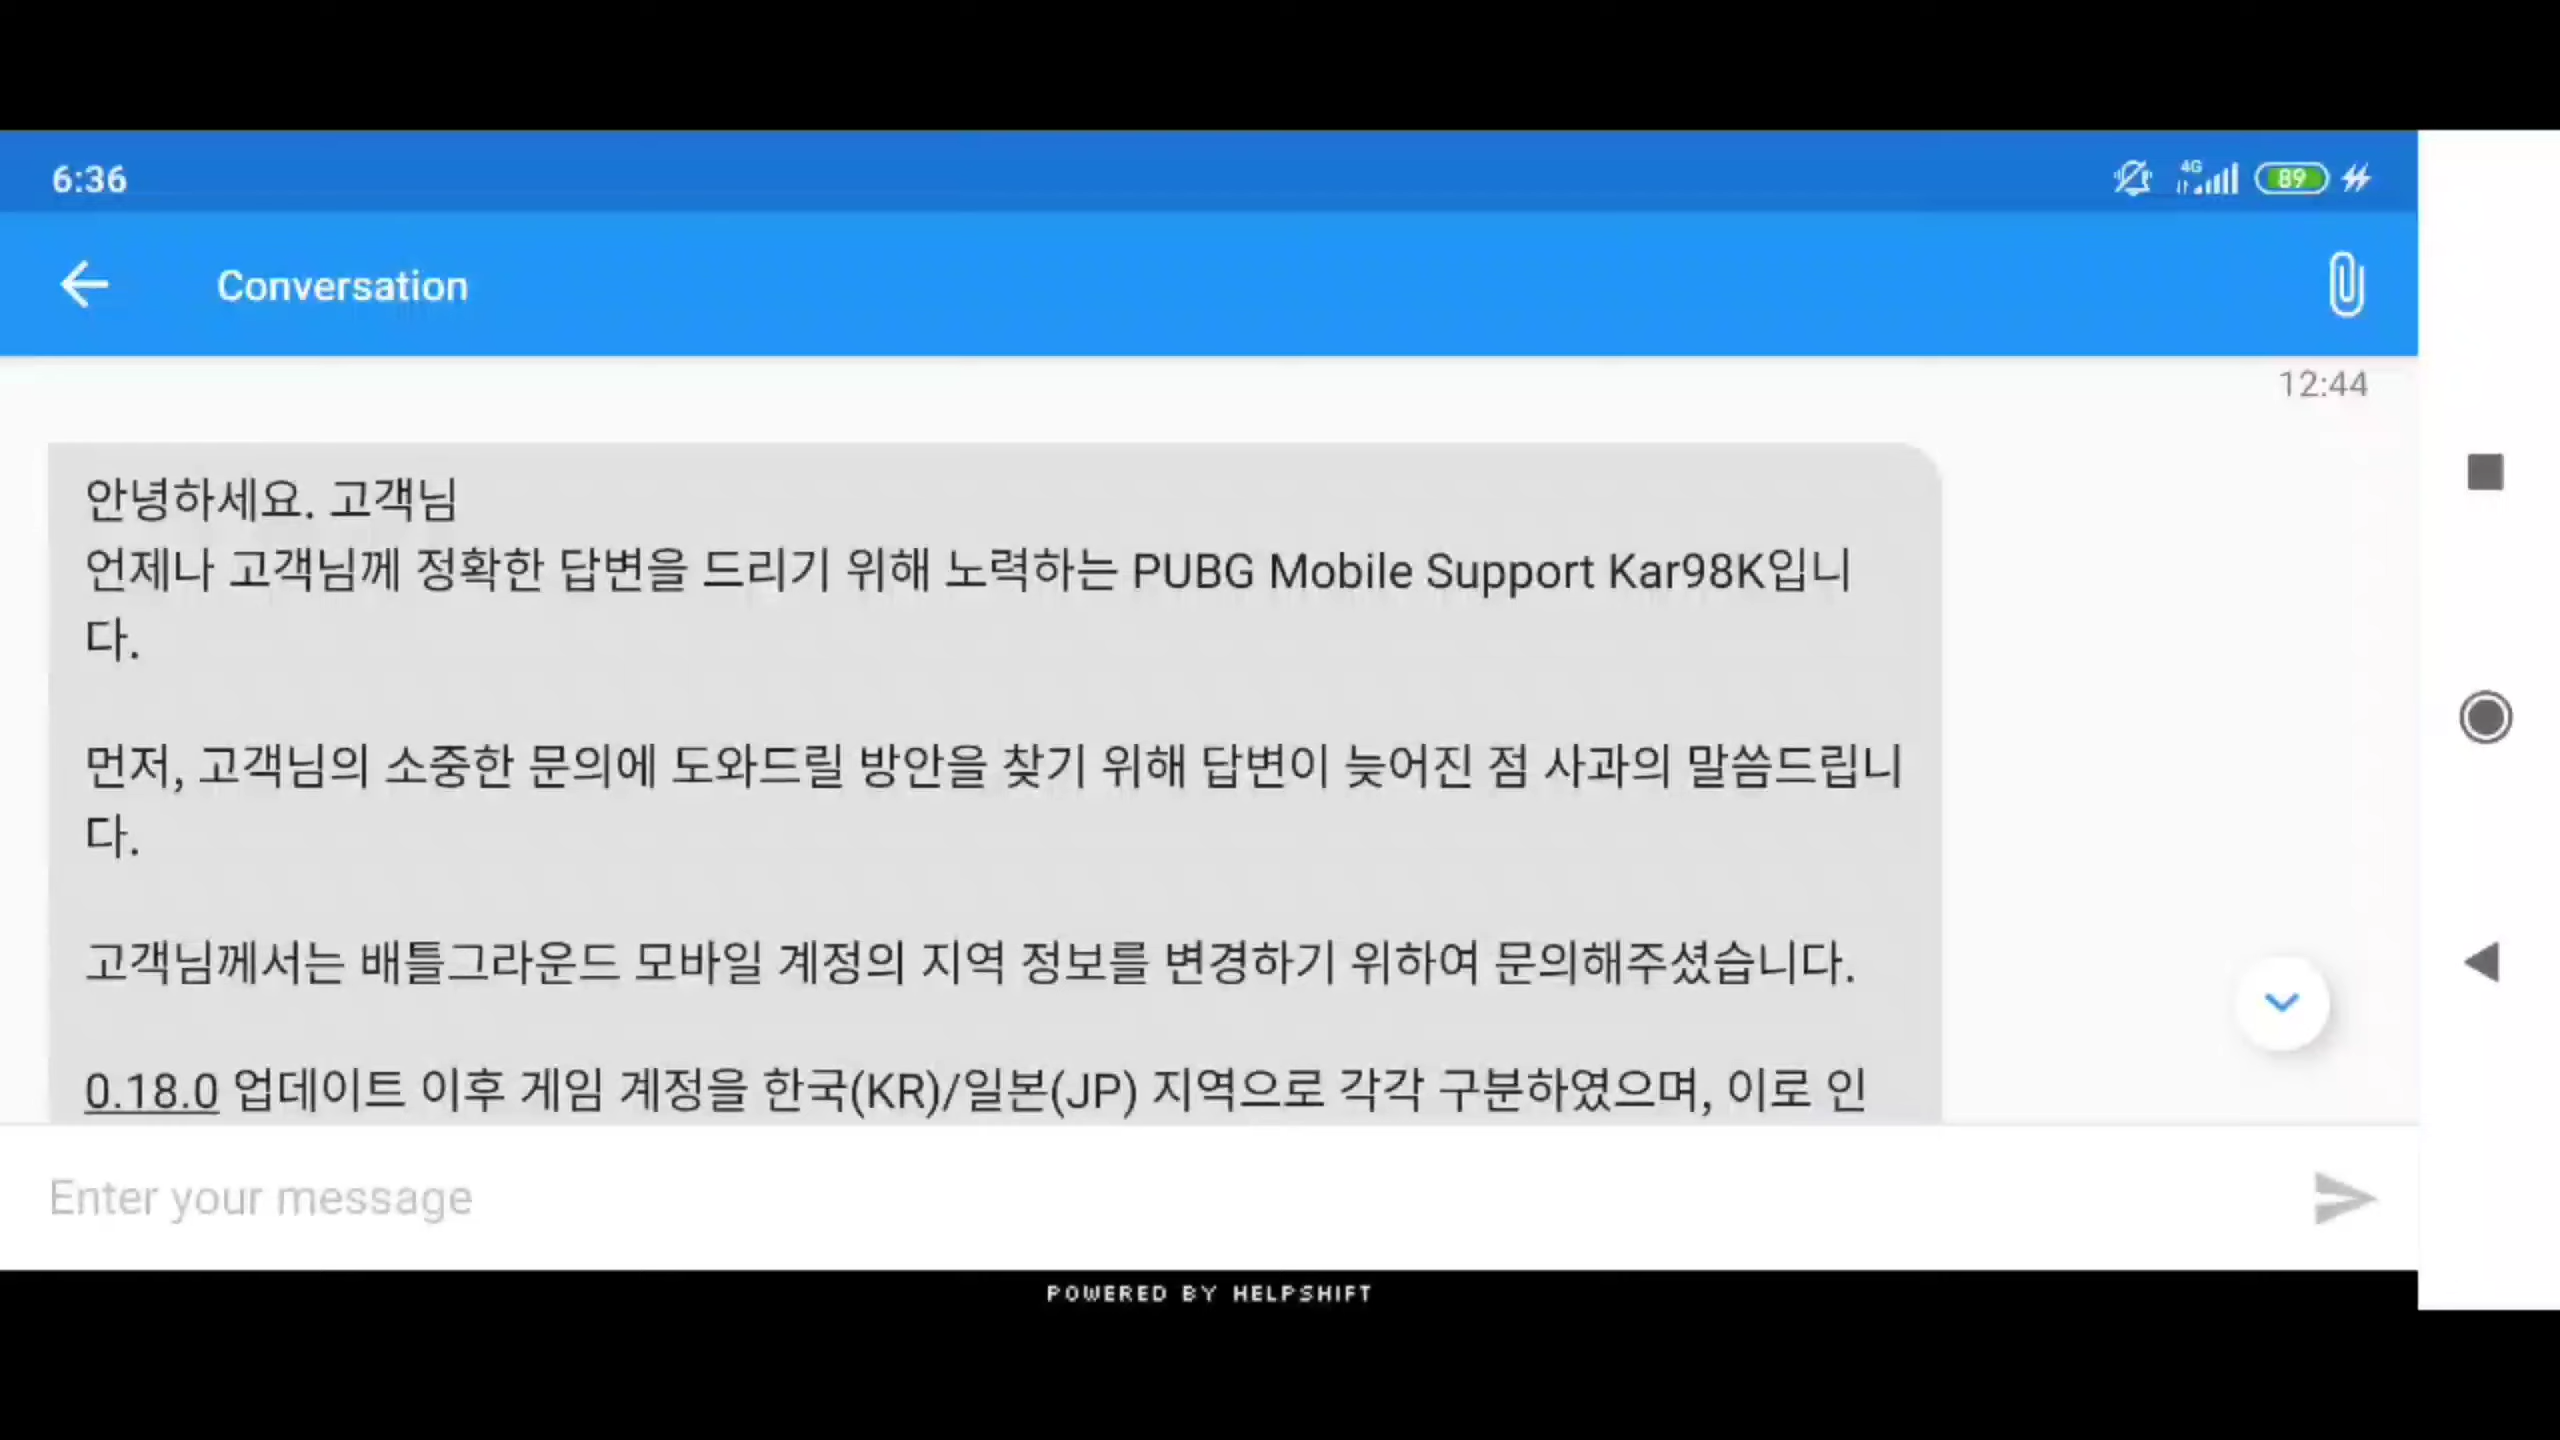 6:36
4G
89
Conversation
12:44
안녕하세요. 고객님
언제나 고객님께 정확한 답변을 드리기 위해 노력하는 PUBG Mobile Support Kar98K입니
다.
먼저, 고객님의 소중한 문의에 도와드릴 방안을 찾기 위해 답변이 늦어진 점 사과의 말씀드립니
다.
고객님께서는 배틀그라운드 모바일 계정의 지역 정보를 변경하기 위하여 문의해주셨습니다.
0.18.0 업데이트 이후 게임 계정을 한국(KR)/일본(JP) 지역으로 각각 구분하였으며, 이로 인
Enter your message
POWERED BY HELPSHIFT